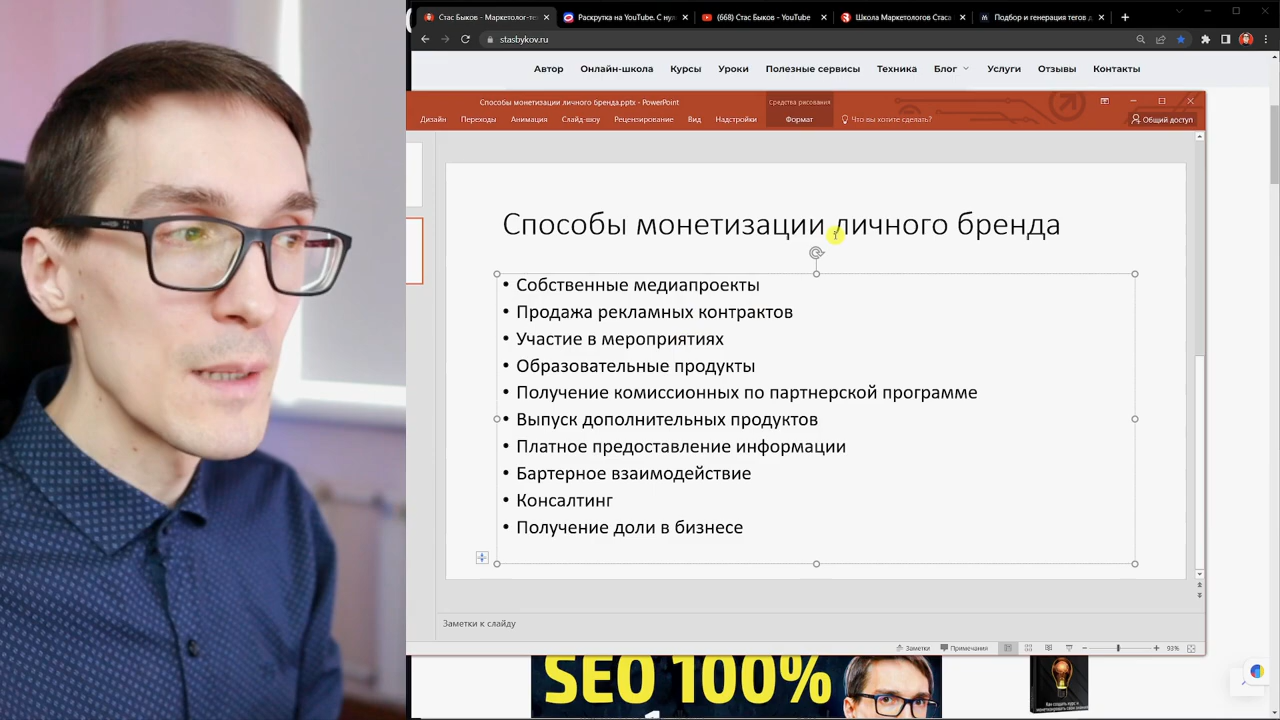 Стас Быков - Маркетолог-те
Раскрутка на YouTube. С нул
(668) Стас Быков - YouTube
Школа Маркетологов Стаса
Подбор и генерация тегов д
stasbykov.ru
Автор Онлайн-школа Курсы Уроки Полезные сервисы Техника Блог Услуги Отзывы Контакты
Способы монетизации личного бренда.pptx - PowerPoint
Средства рисования
Дизайн Переходы Анимация Слайд-шоу Рецензирование Вид Надстройки Формат Что вы хотите сделать? Общий доступ
Способы монетизации личного бренда
• Собственные медиапроекты
• Продажа рекламных контрактов
• Участие в мероприятиях
• Образовательные продукты
• Получение комиссионных по партнерской программе
• Выпуск дополнительных продуктов
• Платное предоставление информации
• Бартерное взаимодействие
• Консалтинг
• Получение доли в бизнесе
Заметки к слайду
Заметки Примечания 93%
SEO 100%